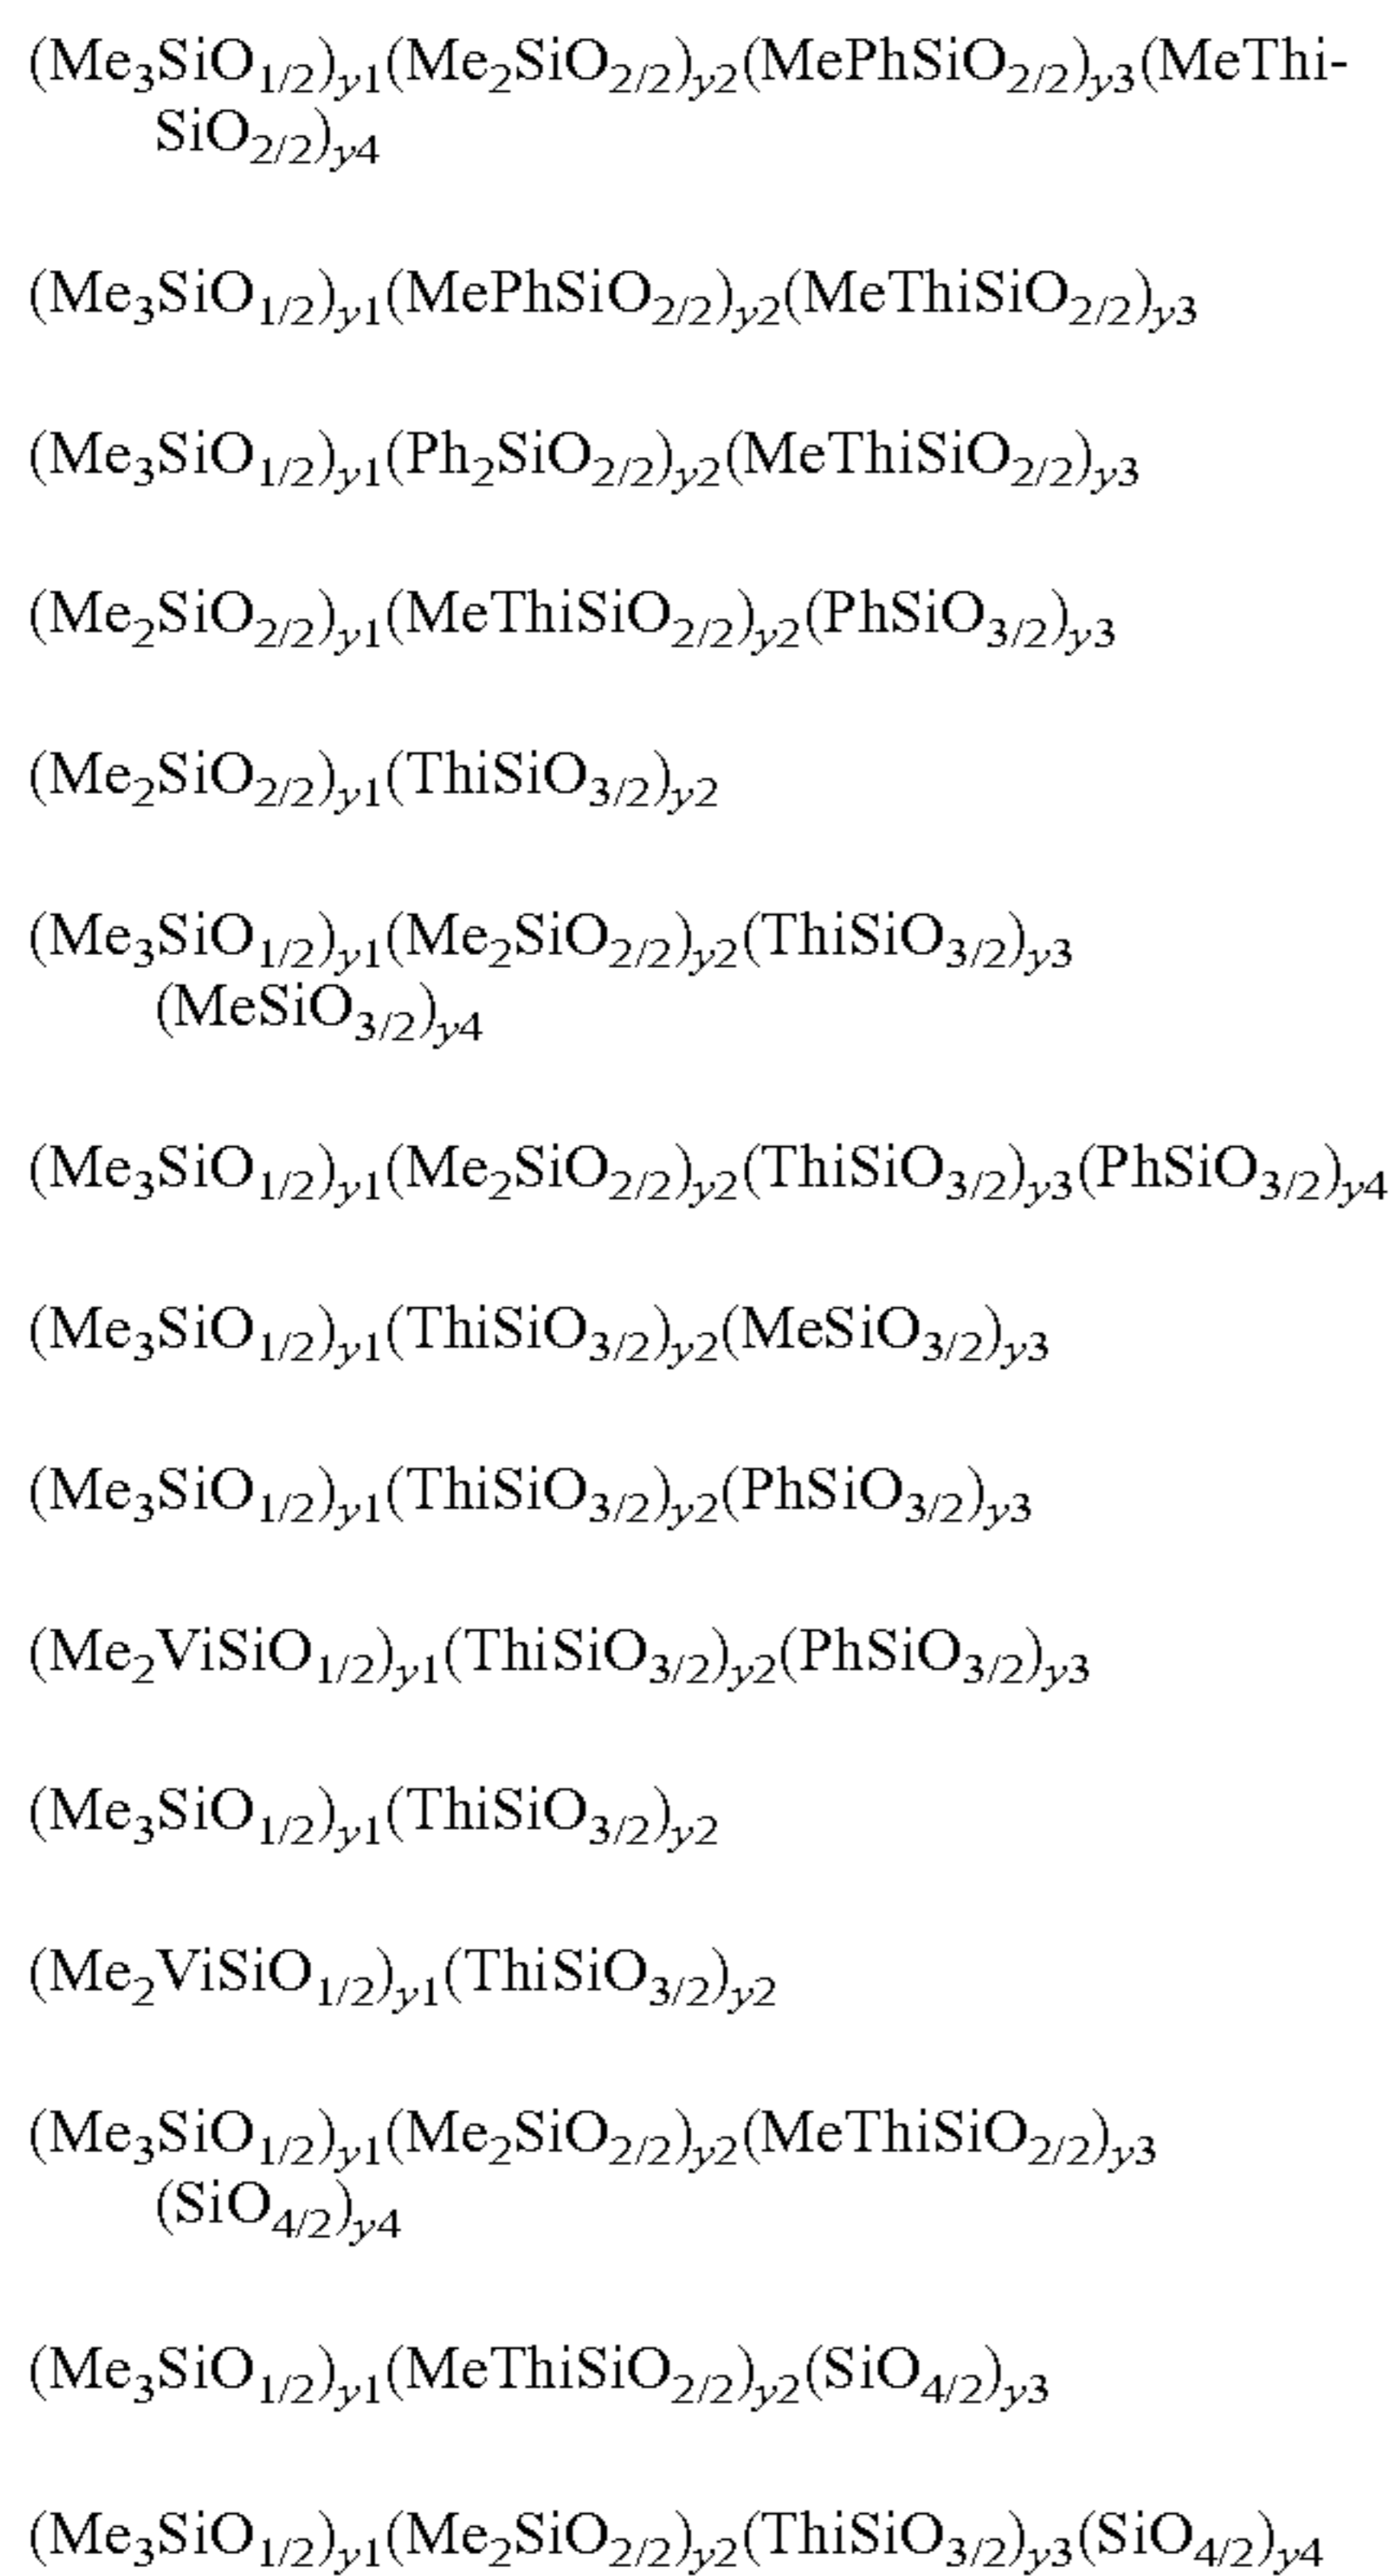 (Me3SiO1/2)y1(Me2SiO2/2)y2(MePhSiO2/2)y3(MeThi-
SiO2/2)y4
(Me3SiO1/2)y1(MePhSiO2/2)y2(MeThiSiO2/2)y3
(Me3SiO1/2)y1(Ph2SiO2/2)y2(MeThiSiO2/2)y3
(Me2SiO2/2)y1(MeThiSiO2/2)y2(PhSiO3/2)y3
(Me2SiO2/2)y1(ThiSiO3/2)y2
(Me3SiO1/2)y1(Me2SiO2/2)y2(ThiSiO3/2)y3
(MeSiO3/2)y4
(Me3SiO1/2)y1(Me2SiO2/2)y2(ThiSiO3/2)y3(PhSiO3/2)y4
(Me3SiO1/2)y1(ThiSiO3/2)y2(MeSiO3/2)y3
(Me3SiO1/2)y1(ThiSiO3/2)y2(PhSiO3/2)y3
(Me2ViSiO1/2)y1(ThiSiO3/2)y2(PhSiO3/2)y3
(Me3SiO1/2)y1(ThiSiO3/2)y2
(Me2ViSiO1/2)y1(ThiSiO3/2)y2
(Me3SiO1/2)y1(Me2SiO2/2)y2(MeThiSiO2/2)y3
(SiO4/2)y4
(Me3SiO1/2)y1(MeThiSiO2/2)y2(SiO4/2)y3
(Me3SiO1/2)y1(Me2SiO2/2)y2(ThiSiO3/2)y3(SiO4/2)y4